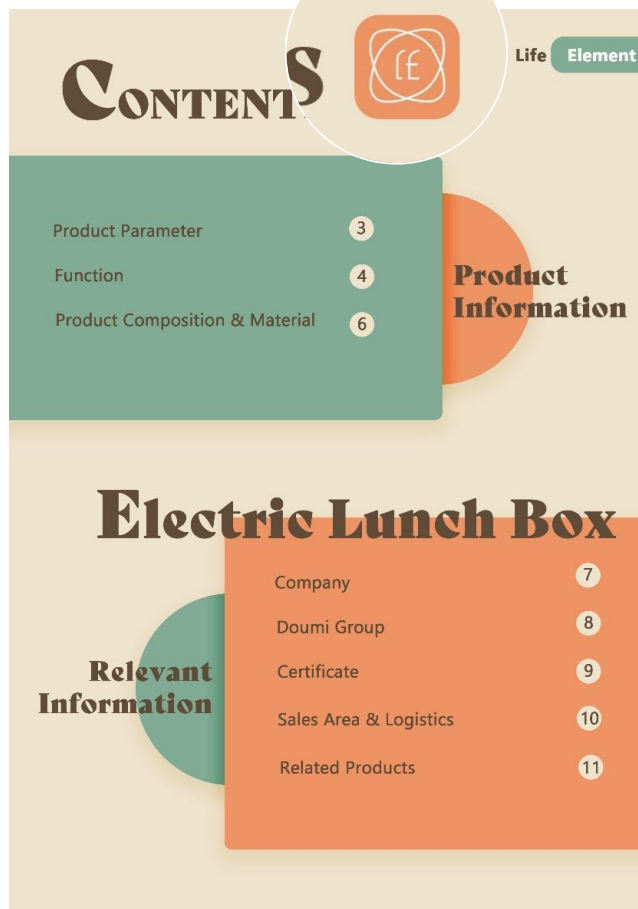 CONTENTS
LE
Life Element
Product Parameter 3
Function 4
Product Composition & Material 6
Product
Information
Electric Lunch Box
Company 7
Doumi Group 8
Certificate 9
Sales Area & Logistics 10
Related Products 11
Relevant
Information